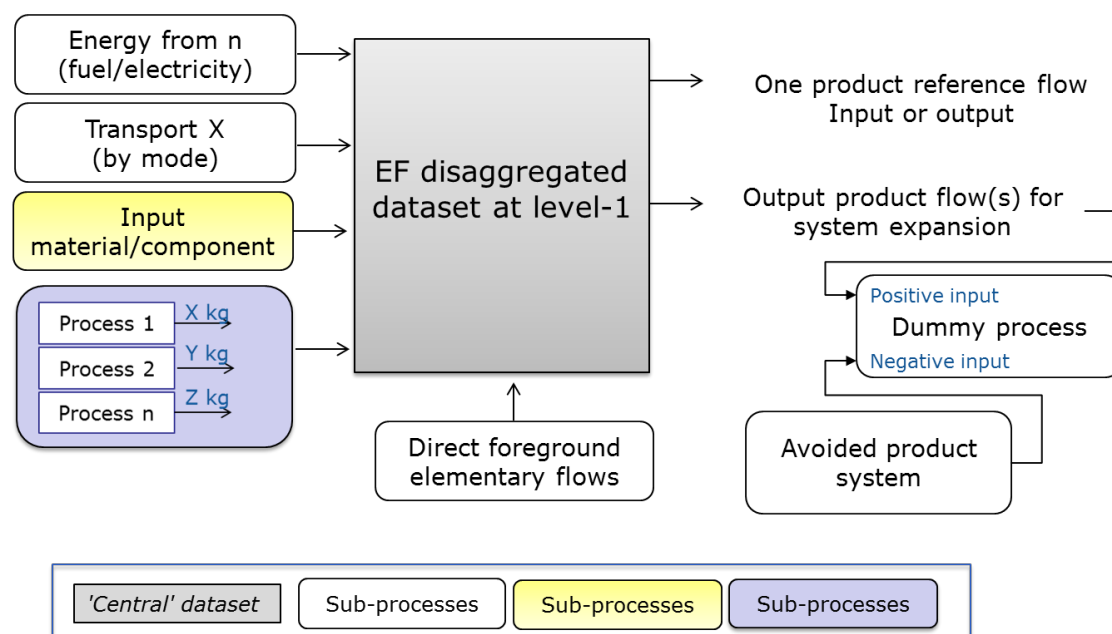 Energy from n
(fuel/electricity)
Transport X
(by mode)
Input
material/component
Process 1
X kg
Process 2
Y kg
Process n
Z kg
EF disaggregated
dataset at level-1
Direct foreground
elementary flows
One product reference flow
Input or output
Output product flow(s) for
system expansion
Positive input
Dummy process
Negative input
Avoided product
system
'Central' dataset
Sub-processes
Sub-processes
Sub-processes